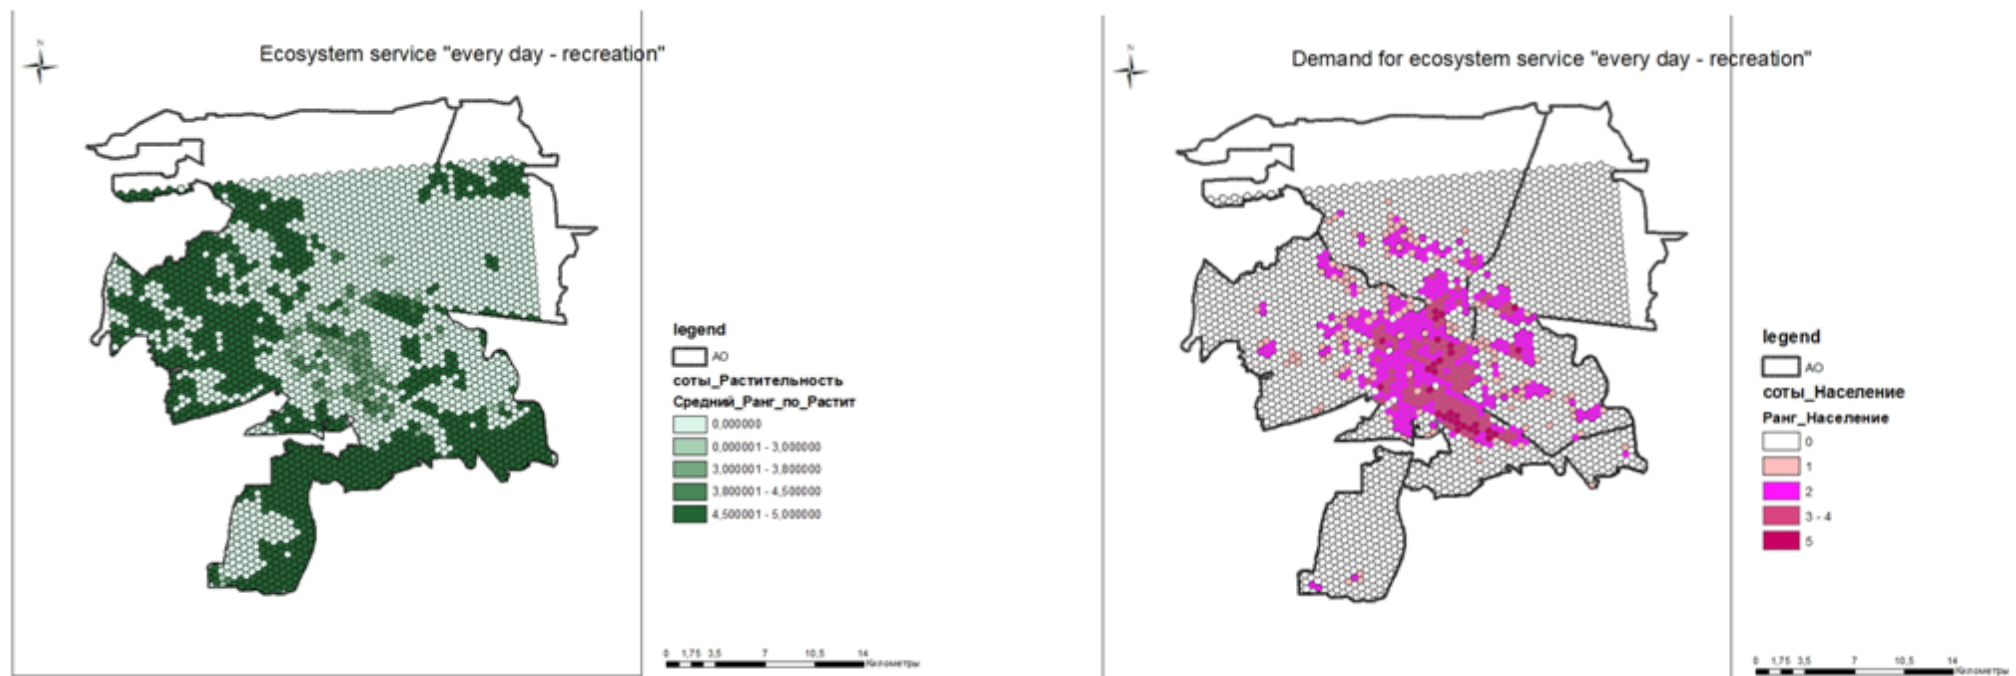 Ecosystem service "every day - recreation"
N
legend
АО
соты_Растительность
Средний_Ранг_по_Растит
0,000000
0,000001 - 3,000000
3,000001 - 3,800000
3,800001 - 4,500000
4,500001 - 5,000000
0 1,75 3,5 7 10,5 14
Километры
Demand for ecosystem service "every day - recreation"
N
legend
АО
соты_Население
Ранг_Население
0
1
2
3 - 4
5
0 1,75 3,5 7 10,5 14
Километры